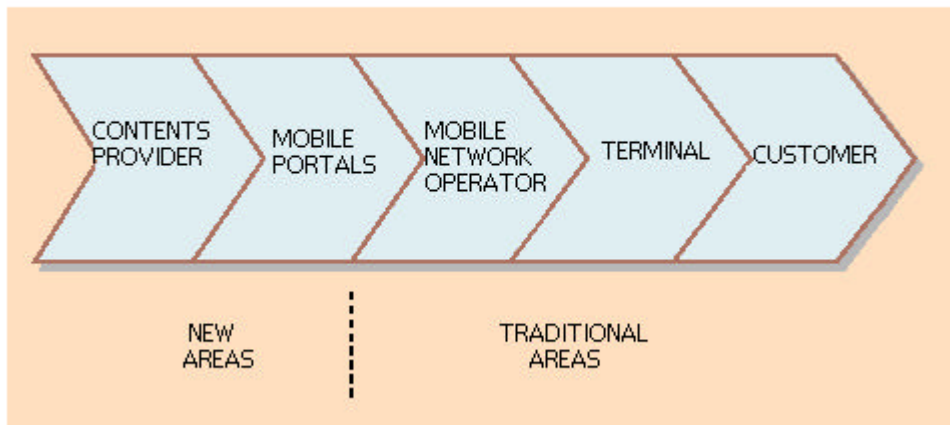 CONTENTS
PROVIDER
MOBILE
PORTALS
MOBILE
NETWORK
OPERATOR
TERMINAL
CUSTOMER
NEW
AREAS
TRADITIONAL
AREAS